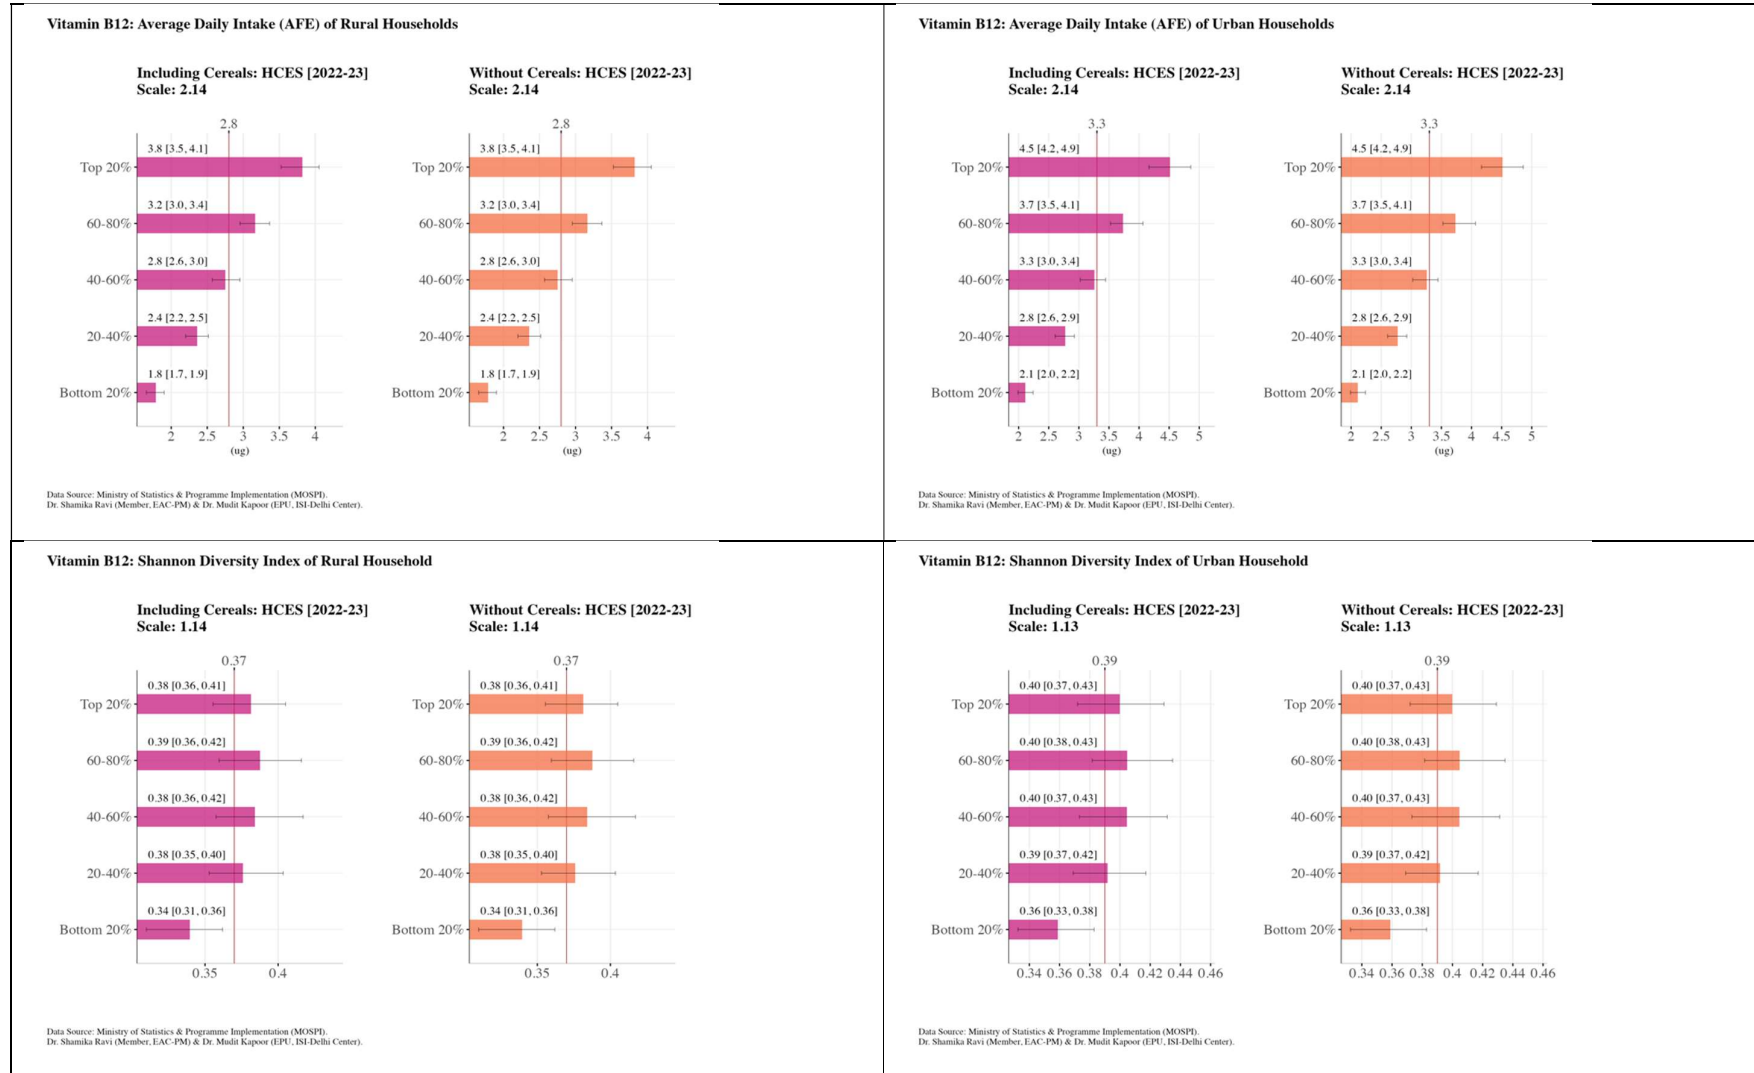 Vitamin B12: Average Daily Intake (AFE) of Rural Households
Including Cereals: HCES [2022-23]
Scale: 2.14
2.8
Top 20%
3.8 [3.5, 4.1]
60-80%
3.2 [3.0, 3.4]
40-60%
2.8 [2.6, 3.0]
20-40%
2.4 [2.2, 2.5]
Bottom 20%
1.8 [1.7, 1.9]
2 2.5 3 3.5 4
(ug)
Without Cereals: HCES [2022-23]
Scale: 2.14
2.8
Top 20%
3.8 [3.5, 4.1]
60-80%
3.2 [3.0, 3.4]
40-60%
2.8 [2.6, 3.0]
20-40%
2.4 [2.2, 2.5]
Bottom 20%
1.8 [1.7, 1.9]
2 2.5 3 3.5 4
(ug)
Data Source: Ministry of Statistics & Programme Implementation (MOSPI).
Dr. Shamika Ravi (Member, EAC-PM) & Dr. Mudit Kapoor (EPU, ISI-Delhi Center).
Vitamin B12: Average Daily Intake (AFE) of Urban Households
Including Cereals: HCES [2022-23]
Scale: 2.14
3.3
Top 20%
4.5 [4.2, 4.9]
60-80%
3.7 [3.5, 4.1]
40-60%
3.3 [3.0, 3.4]
20-40%
2.8 [2.6, 2.9]
Bottom 20%
2.1 [2.0, 2.2]
2 2.5 3 3.5 4 4.5 5
(ug)
Without Cereals: HCES [2022-23]
Scale: 2.14
3.3
Top 20%
4.5 [4.2, 4.9]
60-80%
3.7 [3.5, 4.1]
40-60%
3.3 [3.0, 3.4]
20-40%
2.8 [2.6, 2.9]
Bottom 20%
2.1 [2.0, 2.2]
2 2.5 3 3.5 4 4.5 5
(ug)
Data Source: Ministry of Statistics & Programme Implementation (MOSPI).
Dr. Shamika Ravi (Member, EAC-PM) & Dr. Mudit Kapoor (EPU, ISI-Delhi Center).
Vitamin B12: Shannon Diversity Index of Rural Household
Including Cereals: HCES [2022-23]
Scale: 1.14
0.37
Top 20%
0.38 [0.36, 0.41]
60-80%
0.39 [0.36, 0.42]
40-60%
0.38 [0.36, 0.42]
20-40%
0.38 [0.35, 0.40]
Bottom 20%
0.34 [0.31, 0.36]
0.35 0.4
Without Cereals: HCES [2022-23]
Scale: 1.14
0.37
Top 20%
0.38 [0.36, 0.41]
60-80%
0.39 [0.36, 0.42]
40-60%
0.38 [0.36, 0.42]
20-40%
0.38 [0.35, 0.40]
Bottom 20%
0.34 [0.31, 0.36]
0.35 0.4
Data Source: Ministry of Statistics & Programme Implementation (MOSPI).
Dr. Shamika Ravi (Member, EAC-PM) & Dr. Mudit Kapoor (EPU, ISI-Delhi Center).
Vitamin B12: Shannon Diversity Index of Urban Household
Including Cereals: HCES [2022-23]
Scale: 1.13
0.39
Top 20%
0.40 [0.37, 0.43]
60-80%
0.40 [0.38, 0.43]
40-60%
0.40 [0.37, 0.43]
20-40%
0.39 [0.37, 0.42]
Bottom 20%
0.36 [0.33, 0.38]
0.34 0.36 0.38 0.4 0.42 0.44 0.46
Without Cereals: HCES [2022-23]
Scale: 1.13
0.39
Top 20%
0.40 [0.37, 0.43]
60-80%
0.40 [0.38, 0.43]
40-60%
0.40 [0.37, 0.43]
20-40%
0.39 [0.37, 0.42]
Bottom 20%
0.36 [0.33, 0.38]
0.34 0.36 0.38 0.4 0.42 0.44 0.46
Data Source: Ministry of Statistics & Programme Implementation (MOSPI).
Dr. Shamika Ravi (Member, EAC-PM) & Dr. Mudit Kapoor (EPU, ISI-Delhi Center).